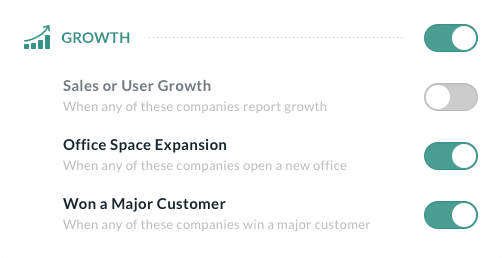 GROWTH
Sales or User Growth
When any of these companies report growth
Office Space Expansion
When any of these companies open a new office
Won a Major Customer
When any of these companies win a major customer